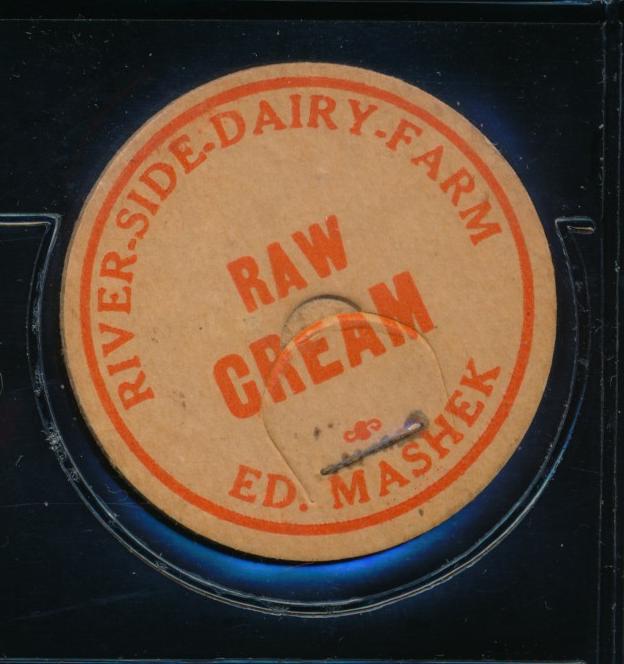 RIVER-SIDE-DAIRY-FARM
RAW
CREAM
ED. MASHEK